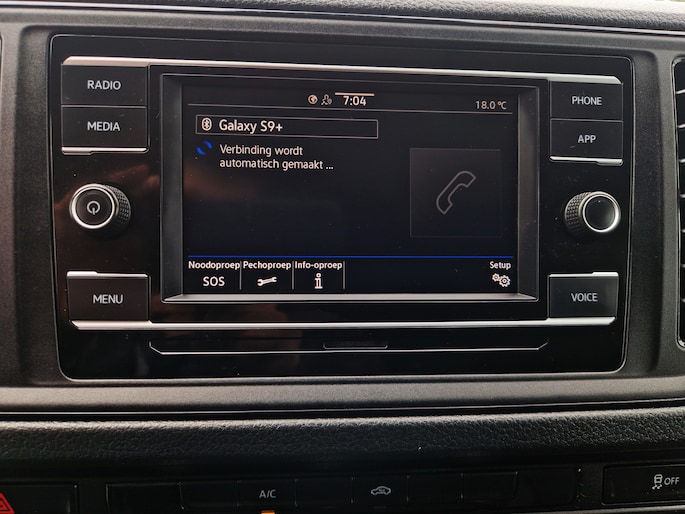 RADIO
MEDIA
MENU
7:04
18.0 °C
Galaxy S9+
Verbinding wordt
automatisch gemaakt ...
Noodoproep Pechoproep Info-oproep Setup
SOS
PHONE
APP
VOICE
A/C
OFF